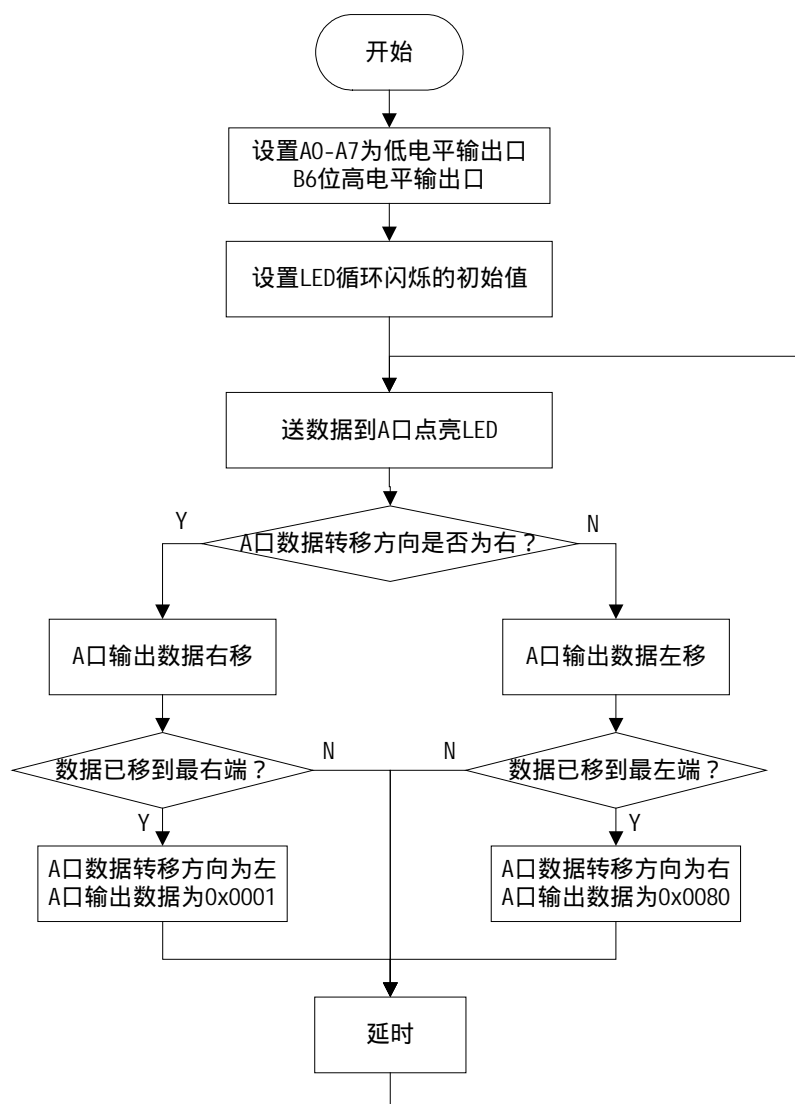 开始
设置A0-A7为低电平输出口
B6位高电平输出口
设置LED循环闪烁的初始值
送数据到A口点亮LED
Y
N
A口数据转移方向是否为右？
A口输出数据右移
A口输出数据左移
N
N
数据已移到最右端？
数据已移到最左端？
Y
Y
A口数据转移方向为左
A口输出数据为0x0001
A口数据转移方向为右
A口输出数据为0x0080
延时